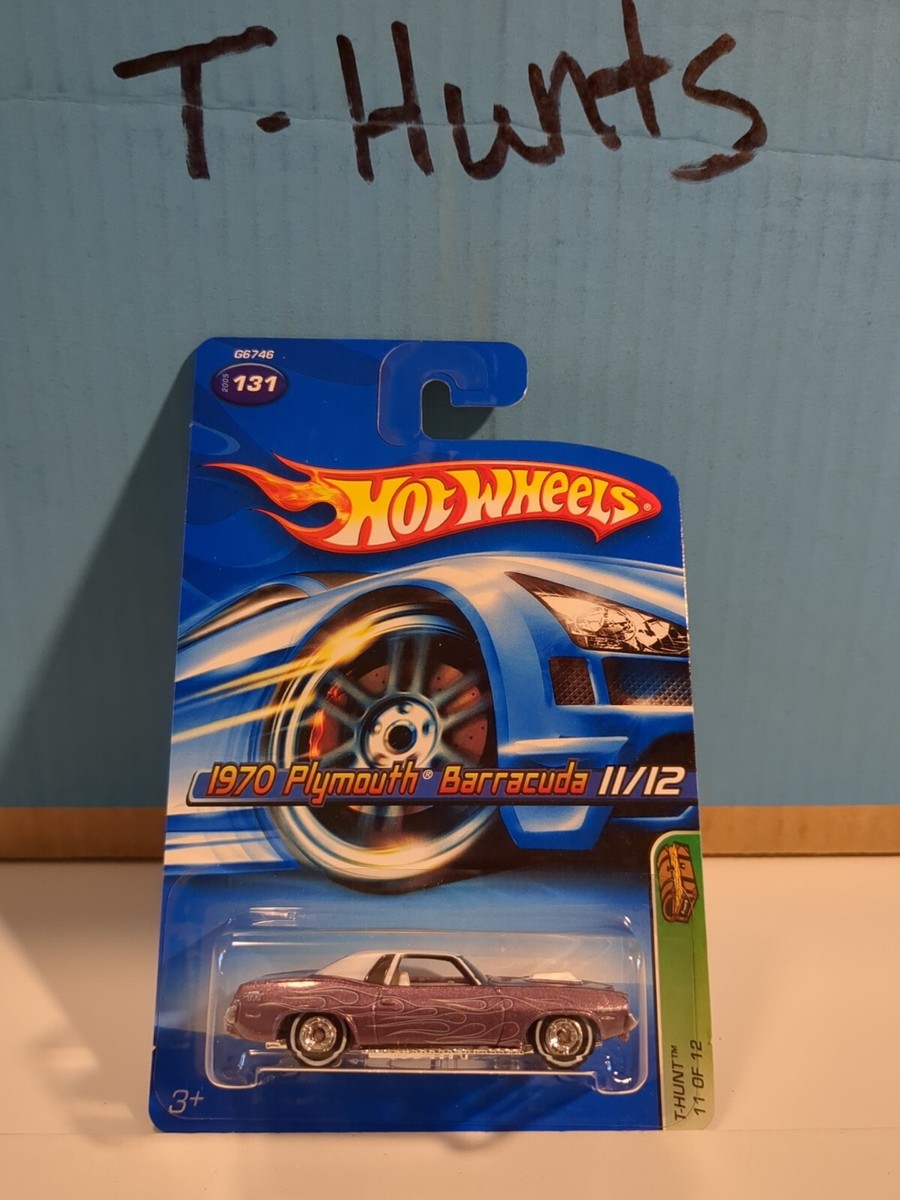 T-Hunts
G6746
2005 131
HOT WHEELS®
1970 Plymouth® Barracuda 11/12
T-HUNT™
11 OF 12
3+